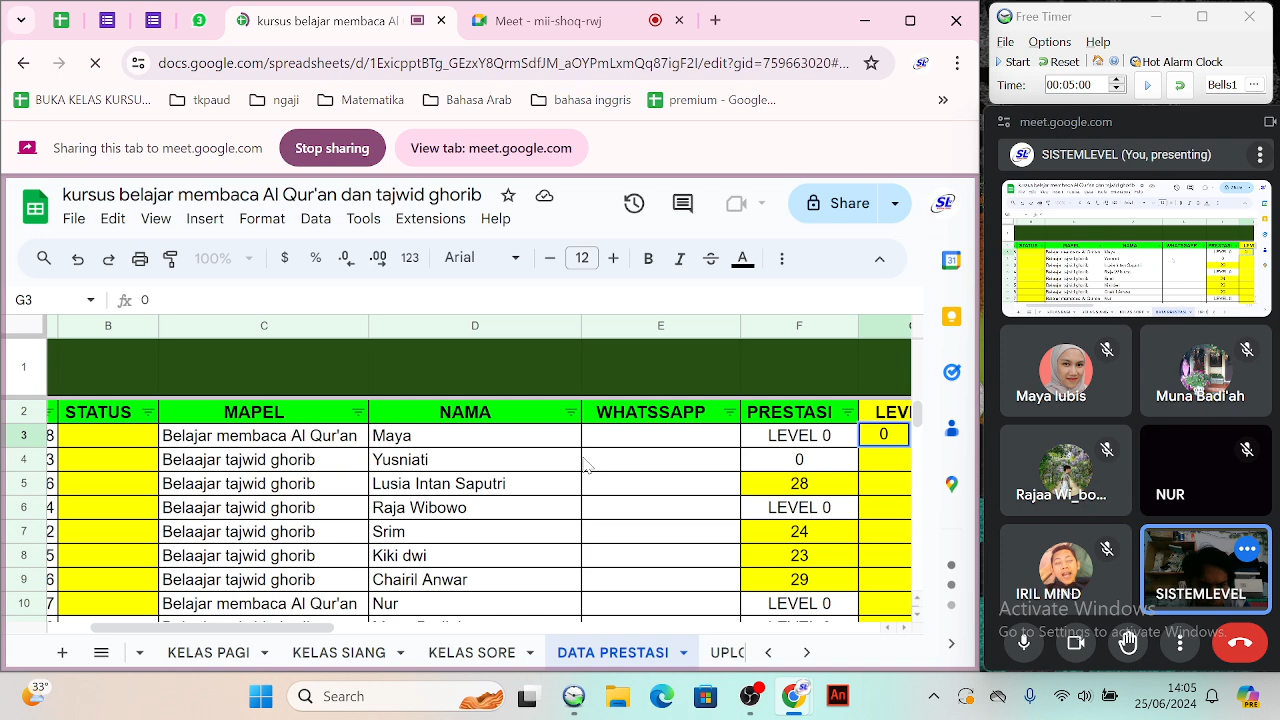 3
kursus belajar membaca Al
Meet - mii-shoq-rwj
docs.google.com/spreadsheets/d/1ExicpptBTg_GEzxY8QrmSdfJM_aOYPmLxmQq87igF2I/edit?gid=759663020#...
BUKA KELAS KURSU...
tkpaud
ngaji
Matematika
Bahasa Arab
bahasa inggris
premium - Google...
Sharing this tab to meet.google.com
Stop sharing
View tab: meet.google.com
kursus belajar membaca Al Qur'an dan tajwid ghorib
File Edit View Insert Format Data Tools Extensions Help
Share
100% $ % .0 .00 123 Arial 12 B I S A
G3 fx 0
B C D E F
1
2 STATUS MAPEL NAMA WHATSSAPP PRESTASI LEV
3 8 Belajar membaca Al Qur'an Maya LEVEL 0 0
4 3 Belaajar tajwid ghorib Yusniati 0
5 6 Belaajar tajwid ghorib Lusia Intan Saputri 28
6 4 Belaajar tajwid ghorib Raja Wibowo LEVEL 0
7 2 Belaajar tajwid ghorib Srim 24
8 5 Belaajar tajwid ghorib Kiki dwi 23
9 6 Belaajar tajwid ghorib Chairil Anwar 29
10 7 Belajar membaca Al Qur'an Nur LEVEL 0
KELAS PAGI
KELAS SIANG
KELAS SORE
DATA PRESTASI
UPLO
Free Timer
File Options Help
Start Reset Hot Alarm Clock
Timer: 00:05:00 Bells1 ...
meet.google.com
SISTEMLEVEL (You, presenting)
Maya lubis
Muna Badi'ah
Rajaa Wi_bo...
NUR
IRIL MIND
SISTEMLEVEL
Activate Windows
Go to Settings to activate Windows.
33°
Search
An
14:05
25/06/2024
PRE